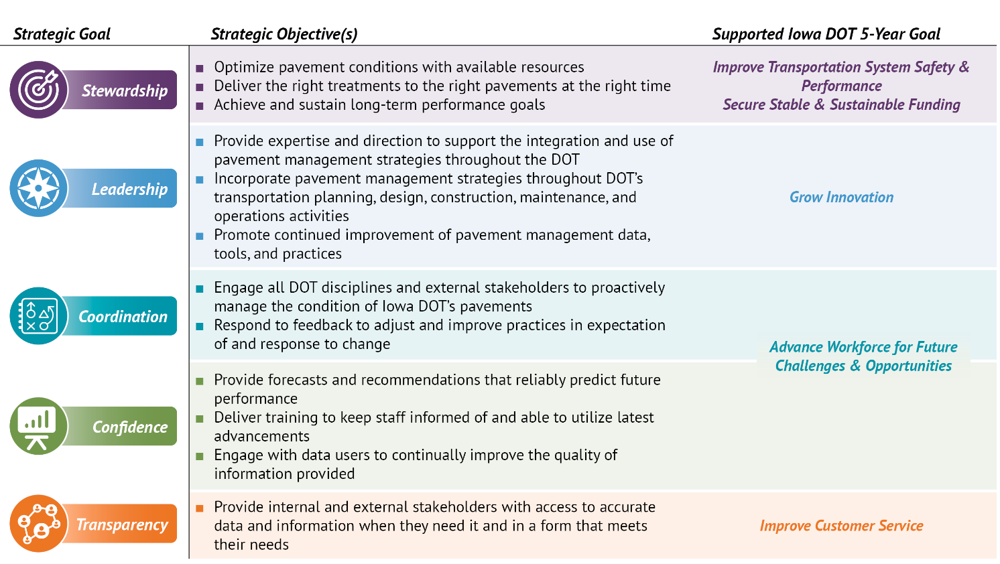 Strategic Goal
Strategic Objective(s)
Supported Iowa DOT 5-Year Goal
Stewardship
■ Optimize pavement conditions with available resources
■ Deliver the right treatments to the right pavements at the right time
■ Achieve and sustain long-term performance goals
Improve Transportation System Safety &
Performance
Secure Stable & Sustainable Funding
Leadership
■ Provide expertise and direction to support the integration and use of
pavement management strategies throughout the DOT
■ Incorporate pavement management strategies throughout DOT’s
transportation planning, design, construction, maintenance, and
operations activities
■ Promote continued improvement of pavement management data,
tools, and practices
Grow Innovation
Coordination
■ Engage all DOT disciplines and external stakeholders to proactively
manage the condition of Iowa DOT’s pavements
■ Respond to feedback to adjust and improve practices in expectation
of and response to change
Advance Workforce for Future
Challenges & Opportunities
Confidence
■ Provide forecasts and recommendations that reliably predict future
performance
■ Deliver training to keep staff informed of and able to utilize latest
advancements
■ Engage with data users to continually improve the quality of
information provided
Transparency
■ Provide internal and external stakeholders with access to accurate
data and information when they need it and in a form that meets
their needs
Improve Customer Service